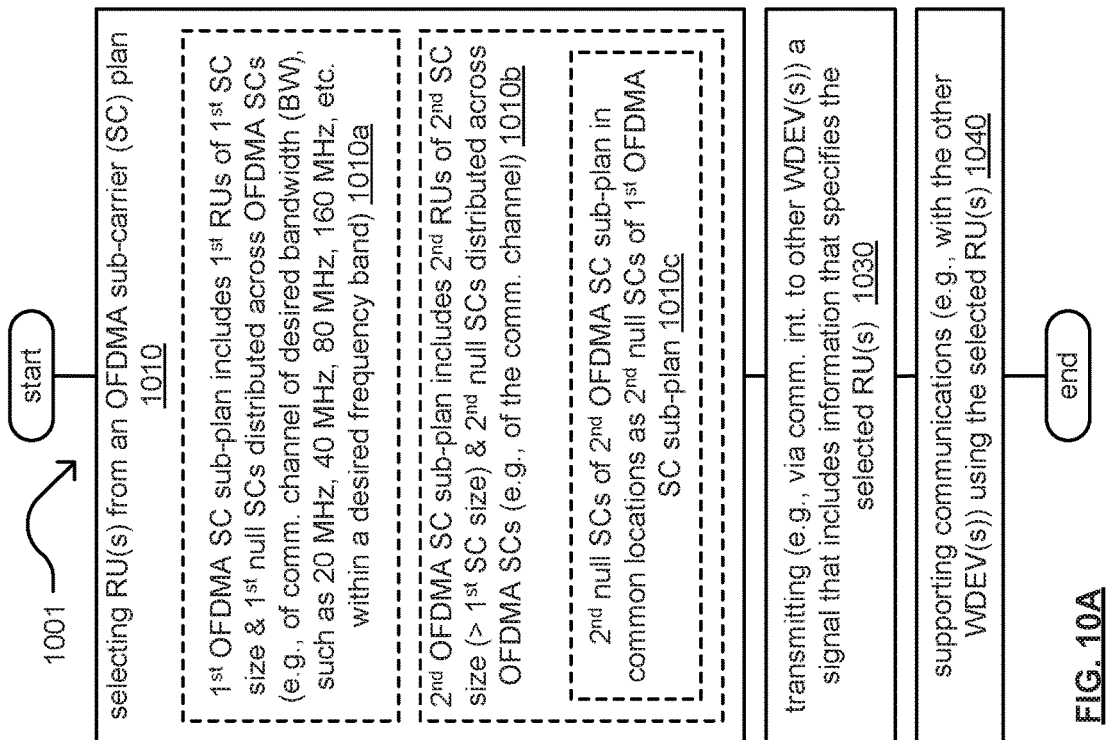 1001
start
selecting RU(s) from an OFDMA sub-carrier (SC) plan
1010
1st OFDMA SC sub-plan includes 1st RUs of 1st SC
size & 1st null SCs distributed across OFDMA SCs
(e.g., of comm. channel of desired bandwidth (BW),
such as 20 MHz, 40 MHz, 80 MHz, 160 MHz, etc.
within a desired frequency band) 1010a
2nd OFDMA SC sub-plan includes 2nd RUs of 2nd SC
size (> 1st SC size) & 2nd null SCs distributed across
OFDMA SCs (e.g., of the comm. channel) 1010b
2nd null SCs of 2nd OFDMA SC sub-plan in
common locations as 2nd null SCs of 1st OFDMA
SC sub-plan 1010c
transmitting (e.g., via comm. int. to other WDEV(s)) a
signal that includes information that specifies the
selected RU(s) 1030
supporting communications (e.g., with the other
WDEV(s)) using the selected RU(s) 1040
end
FIG. 10A